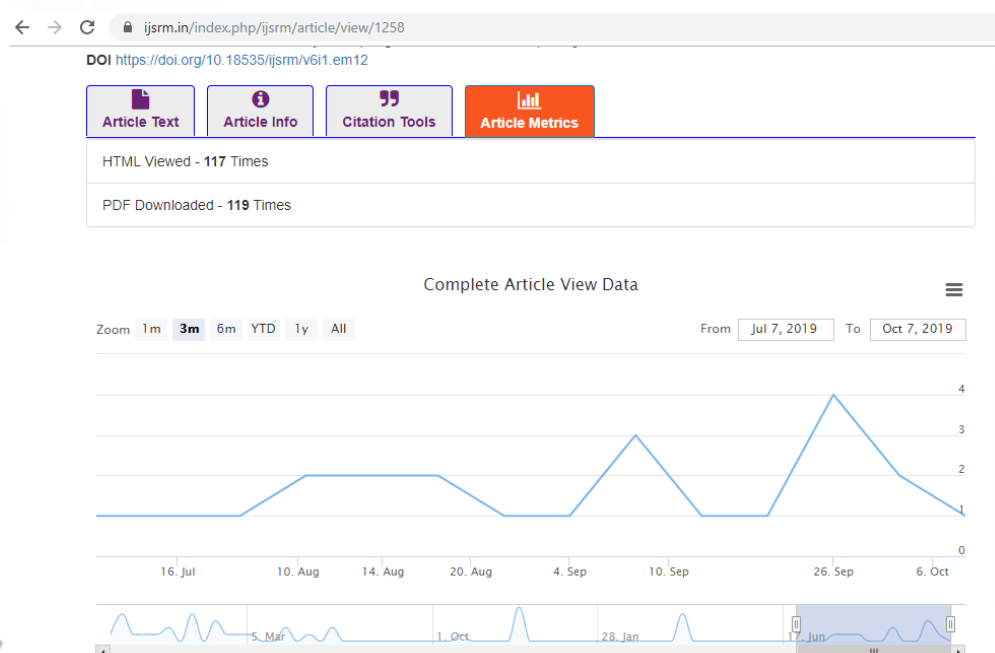 ijsrm.in/index.php/ijsrm/article/view/1258
DOI https://doi.org/10.18535/ijsrm/v6i1.em12
Article Text
Article Info
Citation Tools
Article Metrics
HTML Viewed - 117 Times
PDF Downloaded - 119 Times
Complete Article View Data
Zoom 1m 3m 6m YTD 1y All From Jul 7, 2019 To Oct 7, 2019
4
3
2
1
0
16. Jul 10. Aug 14. Aug 20. Aug 4. Sep 10. Sep 26. Sep 6. Oct
5. Mar 1. Oct 28. Jan 17. Jun